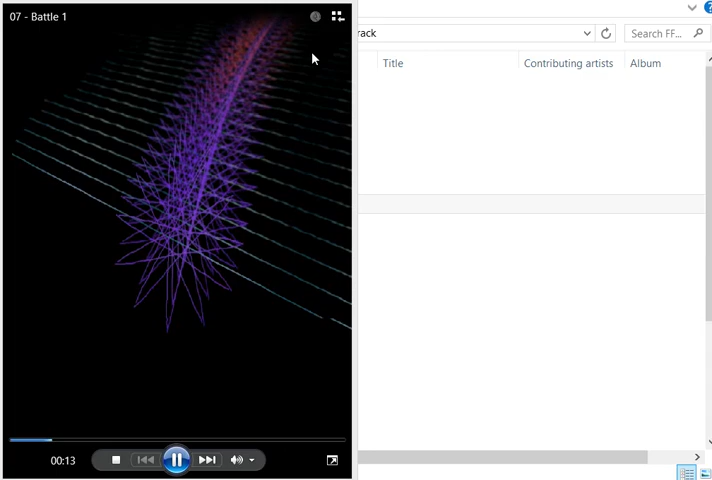 07 - Battle 1
rack
Search FF...
Title
Contributing artists
Album
00:13